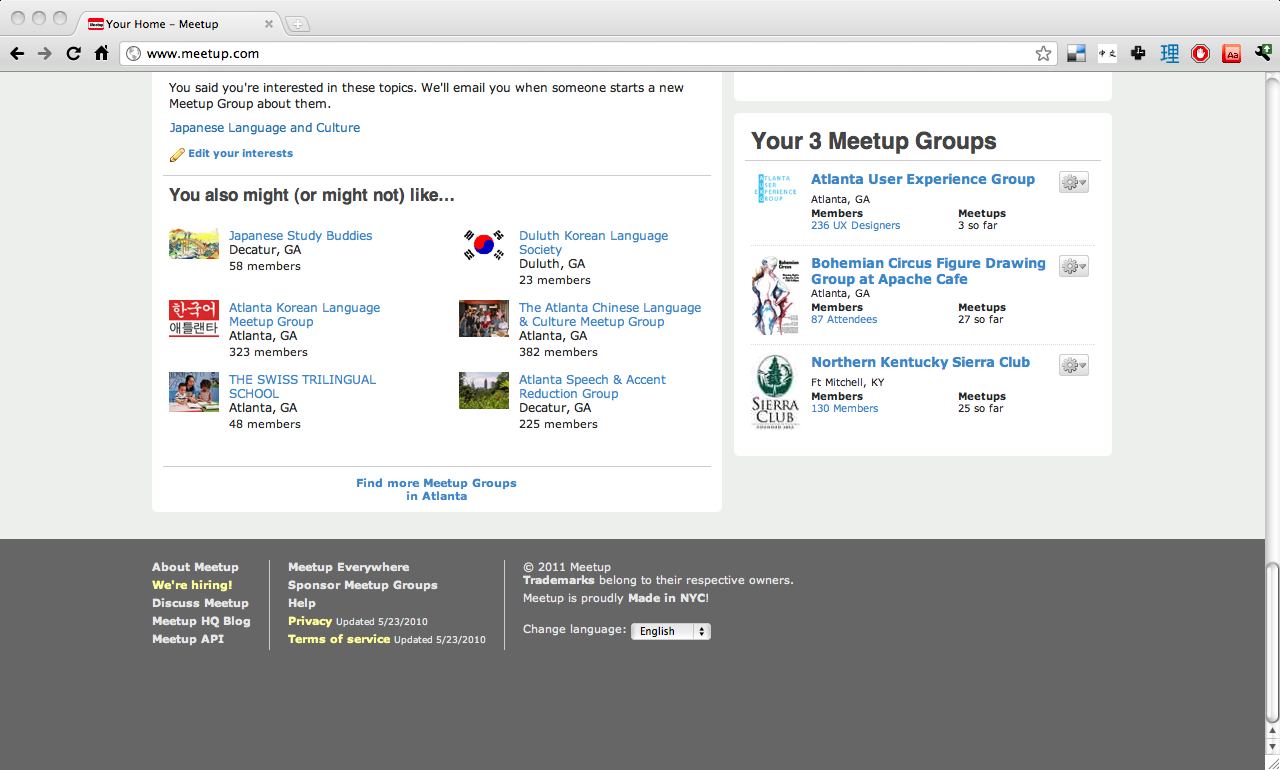 Your Home – Meetup
www.meetup.com
You said you're interested in these topics. We'll email you when someone starts a new
Meetup Group about them.
Japanese Language and Culture
Edit your interests
You also might (or might not) like...
Japanese Study Buddies
Decatur, GA
58 members
Duluth Korean Language
Society
Duluth, GA
23 members
한국어
애틀랜타
Atlanta Korean Language
Meetup Group
Atlanta, GA
323 members
The Atlanta Chinese Language
& Culture Meetup Group
Atlanta, GA
382 members
THE SWISS TRILINGUAL
SCHOOL
Atlanta, GA
48 members
Atlanta Speech & Accent
Reduction Group
Decatur, GA
225 members
Find more Meetup Groups
in Atlanta
Your 3 Meetup Groups
ATLANTA
USER
EXPERIENCE
GROUP
Atlanta User Experience Group
Atlanta, GA
Members Meetups
236 UX Designers 3 so far
Bohemian
Circus
Bohemian Circus Figure Drawing
Group at Apache Cafe
Atlanta, GA
Members Meetups
87 Attendees 27 so far
SIERRA
CLUB
FOUNDED 1892
Northern Kentucky Sierra Club
Ft Mitchell, KY
Members Meetups
130 Members 25 so far
About Meetup
We're hiring!
Discuss Meetup
Meetup HQ Blog
Meetup API
Meetup Everywhere
Sponsor Meetup Groups
Help
Privacy Updated 5/23/2010
Terms of service Updated 5/23/2010
© 2011 Meetup
Trademarks belong to their respective owners.
Meetup is proudly Made in NYC!
Change language: English
理
Aa